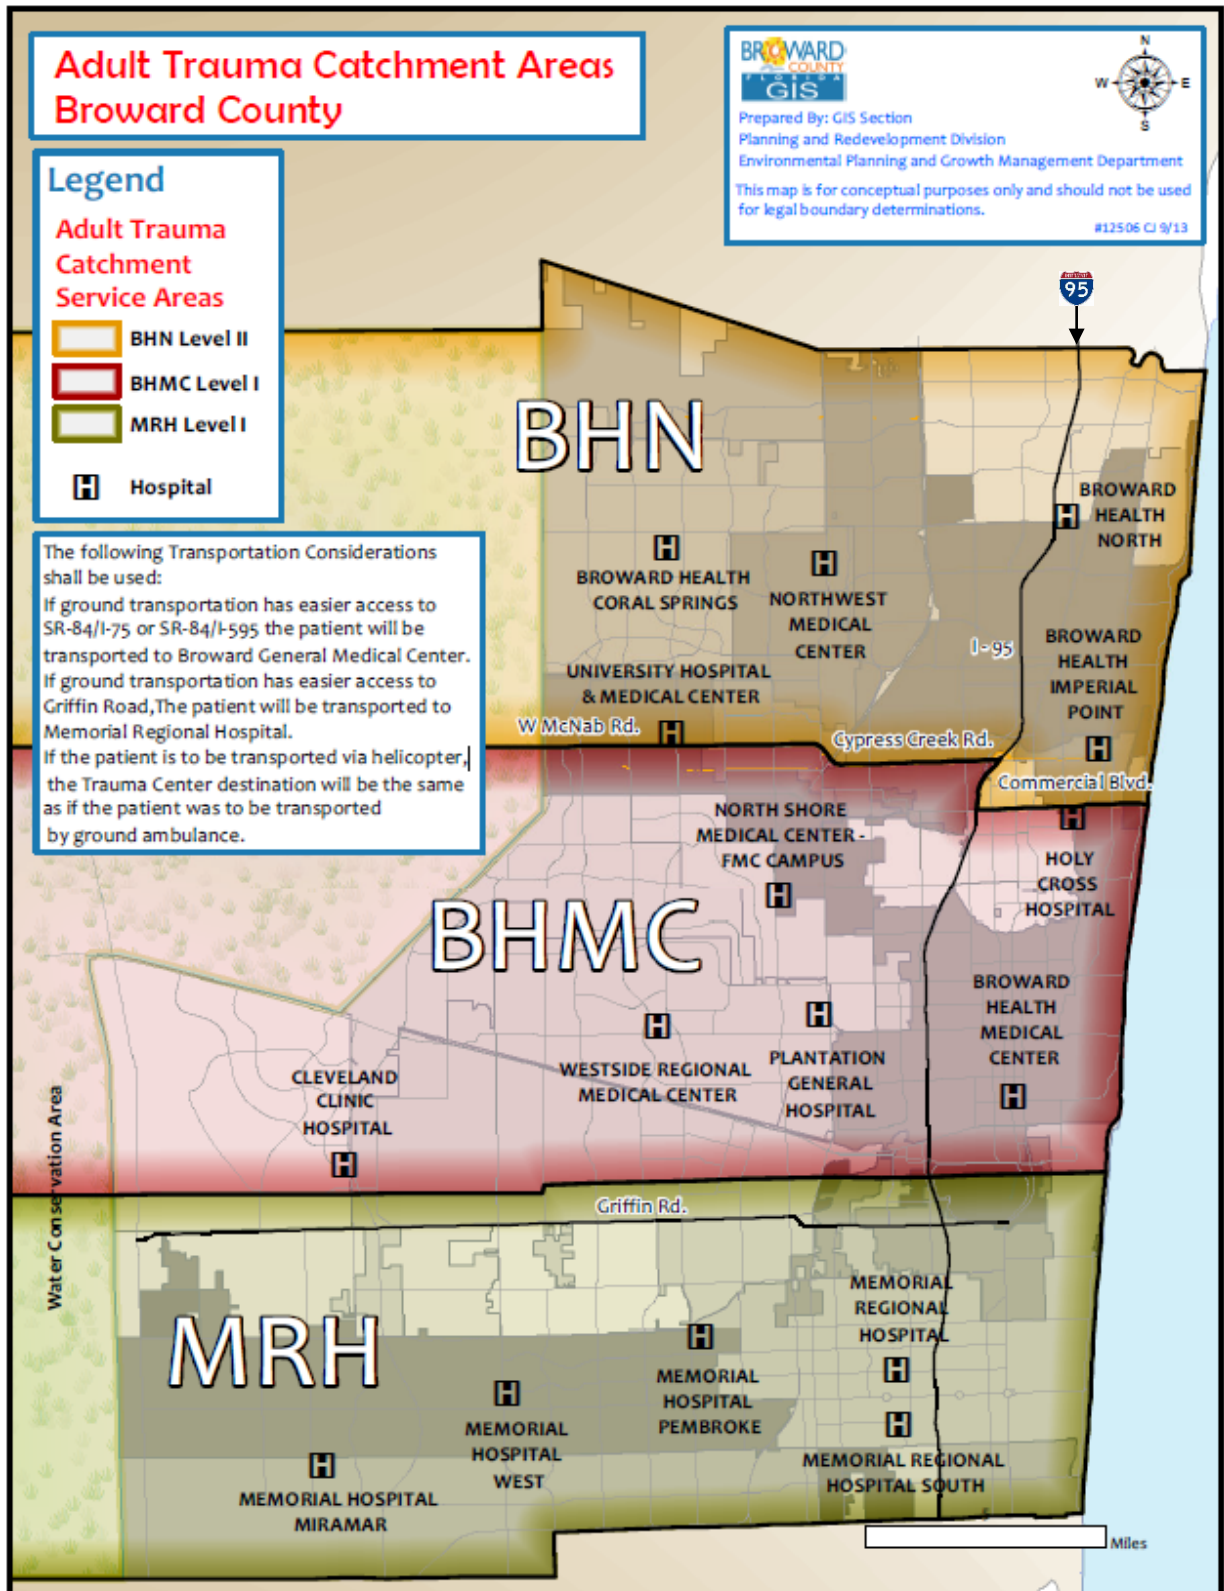 Adult Trauma Catchment Areas
Broward County
BROWARD
COUNTY
FLORIDA
GIS
N
W
E
S
Prepared By: GIS Section
Planning and Redevelopment Division
Environmental Planning and Growth Management Department
This map is for conceptual purposes only and should not be used
for legal boundary determinations.
#12506 CJ 9/13
Legend
Adult Trauma
Catchment
Service Areas
BHN Level II
BHMC Level I
MRH Level I
H Hospital
The following Transportation Considerations
shall be used:
If ground transportation has easier access to
SR-84/I-75 or SR-84/I-595 the patient will be
transported to Broward General Medical Center.
If ground transportation has easier access to
Griffin Road,The patient will be transported to
Memorial Regional Hospital.
If the patient is to be transported via helicopter,
the Trauma Center destination will be the same
as if the patient was to be transported
by ground ambulance.
95
BHN
H
BROWARD
HEALTH
NORTH
H
BROWARD HEALTH
CORAL SPRINGS
H
NORTHWEST
MEDICAL
CENTER
I-95
BROWARD
HEALTH
IMPERIAL
POINT
H
UNIVERSITY HOSPITAL
& MEDICAL CENTER
H
W McNab Rd.
Cypress Creek Rd.
Commercial Blvd.
NORTH SHORE
MEDICAL CENTER -
FMC CAMPUS
H
H
HOLY
CROSS
HOSPITAL
BHMC
BROWARD
HEALTH
MEDICAL
CENTER
H
H
WESTSIDE REGIONAL
MEDICAL CENTER
H
PLANTATION
GENERAL
HOSPITAL
CLEVELAND
CLINIC
HOSPITAL
H
Water Conservation Area
Griffin Rd.
MRH
MEMORIAL
REGIONAL
HOSPITAL
H
H
MEMORIAL
HOSPITAL
PEMBROKE
H
MEMORIAL
HOSPITAL
WEST
H
MEMORIAL REGIONAL
HOSPITAL SOUTH
H
MEMORIAL HOSPITAL
MIRAMAR
Miles